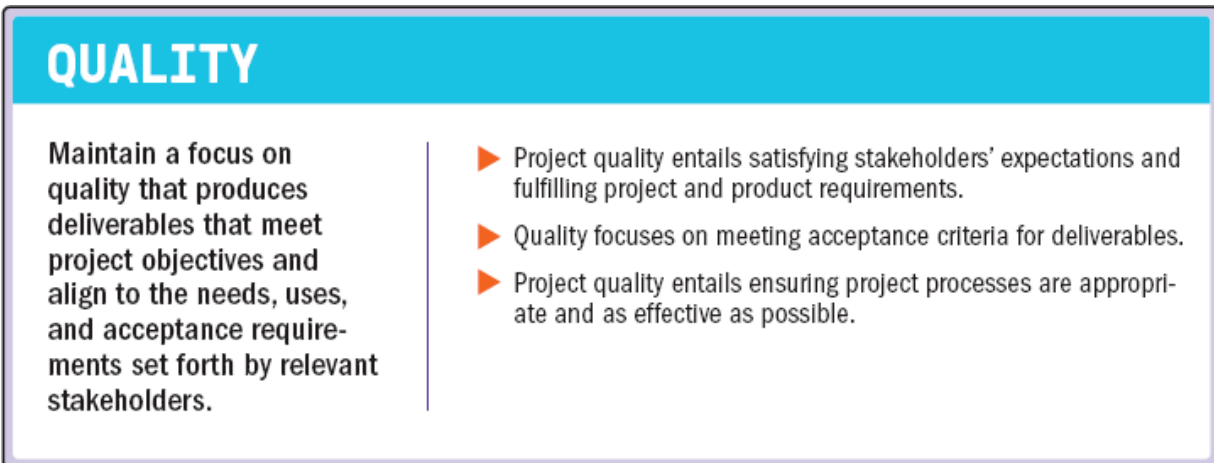 QUALITY
Maintain a focus on
quality that produces
deliverables that meet
project objectives and
align to the needs, uses,
and acceptance require-
ments set forth by relevant
stakeholders.
Project quality entails satisfying stakeholders’ expectations and
fulfilling project and product requirements.
Quality focuses on meeting acceptance criteria for deliverables.
Project quality entails ensuring project processes are appropri-
ate and as effective as possible.